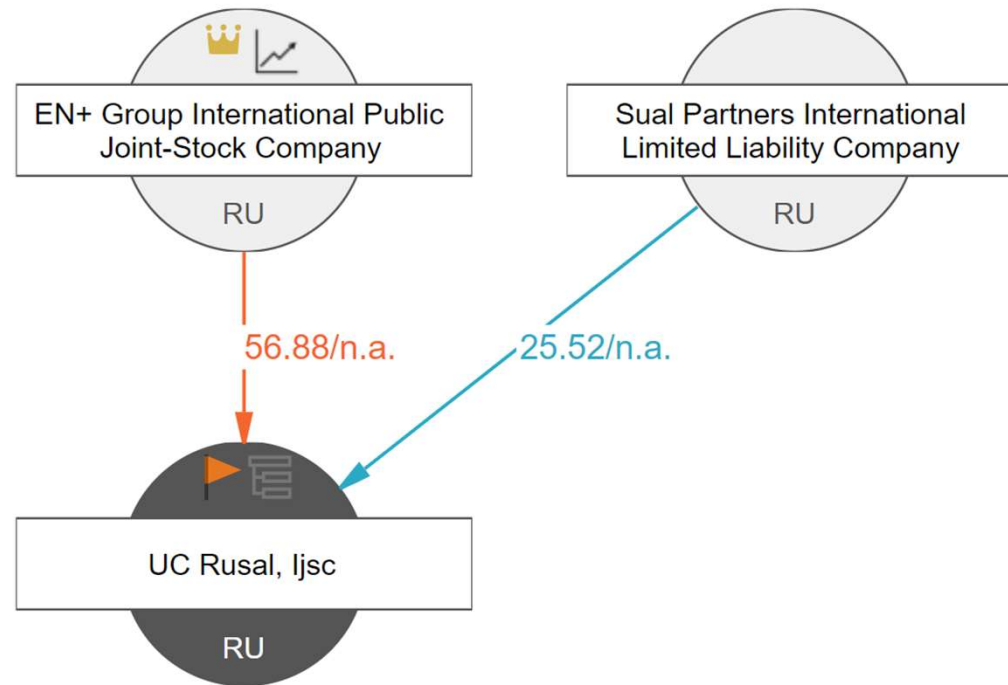 EN+ Group International Public
Joint-Stock Company
RU
Sual Partners International
Limited Liability Company
RU
56.88/n.a.
25.52/n.a.
UC Rusal, Ijsc
RU